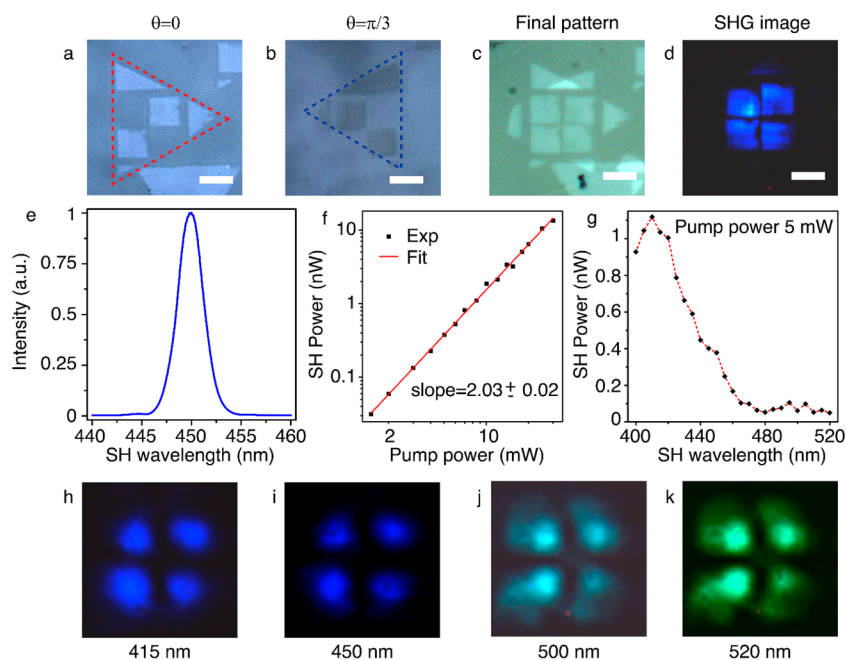 θ=0
θ=π/3
Final pattern
SHG image
a
b
c
d
e
1
0.75
0.5
0.25
0
Intensity (a.u.)
440
445
450
455
460
SH wavelength (nm)
f
10
1
0.1
SH Power (nW)
Exp
Fit
slope=2.03 ± 0.02
2
10
Pump power (mW)
g
Pump power 5 mW
1
0.8
0.6
0.4
0.2
0
SH Power (nW)
400
440
480
520
SH wavelength (nm)
h
i
j
k
415 nm
450 nm
500 nm
520 nm